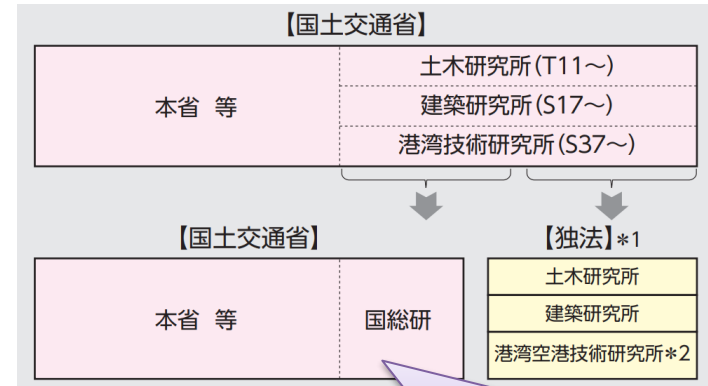 【国土交通省】
本省 等
土木研究所(T11～)
建築研究所(S17～)
港湾技術研究所(S37～)
【国土交通省】
【独法】*1
本省 等
国総研
土木研究所
建築研究所
港湾空港技術研究所*2